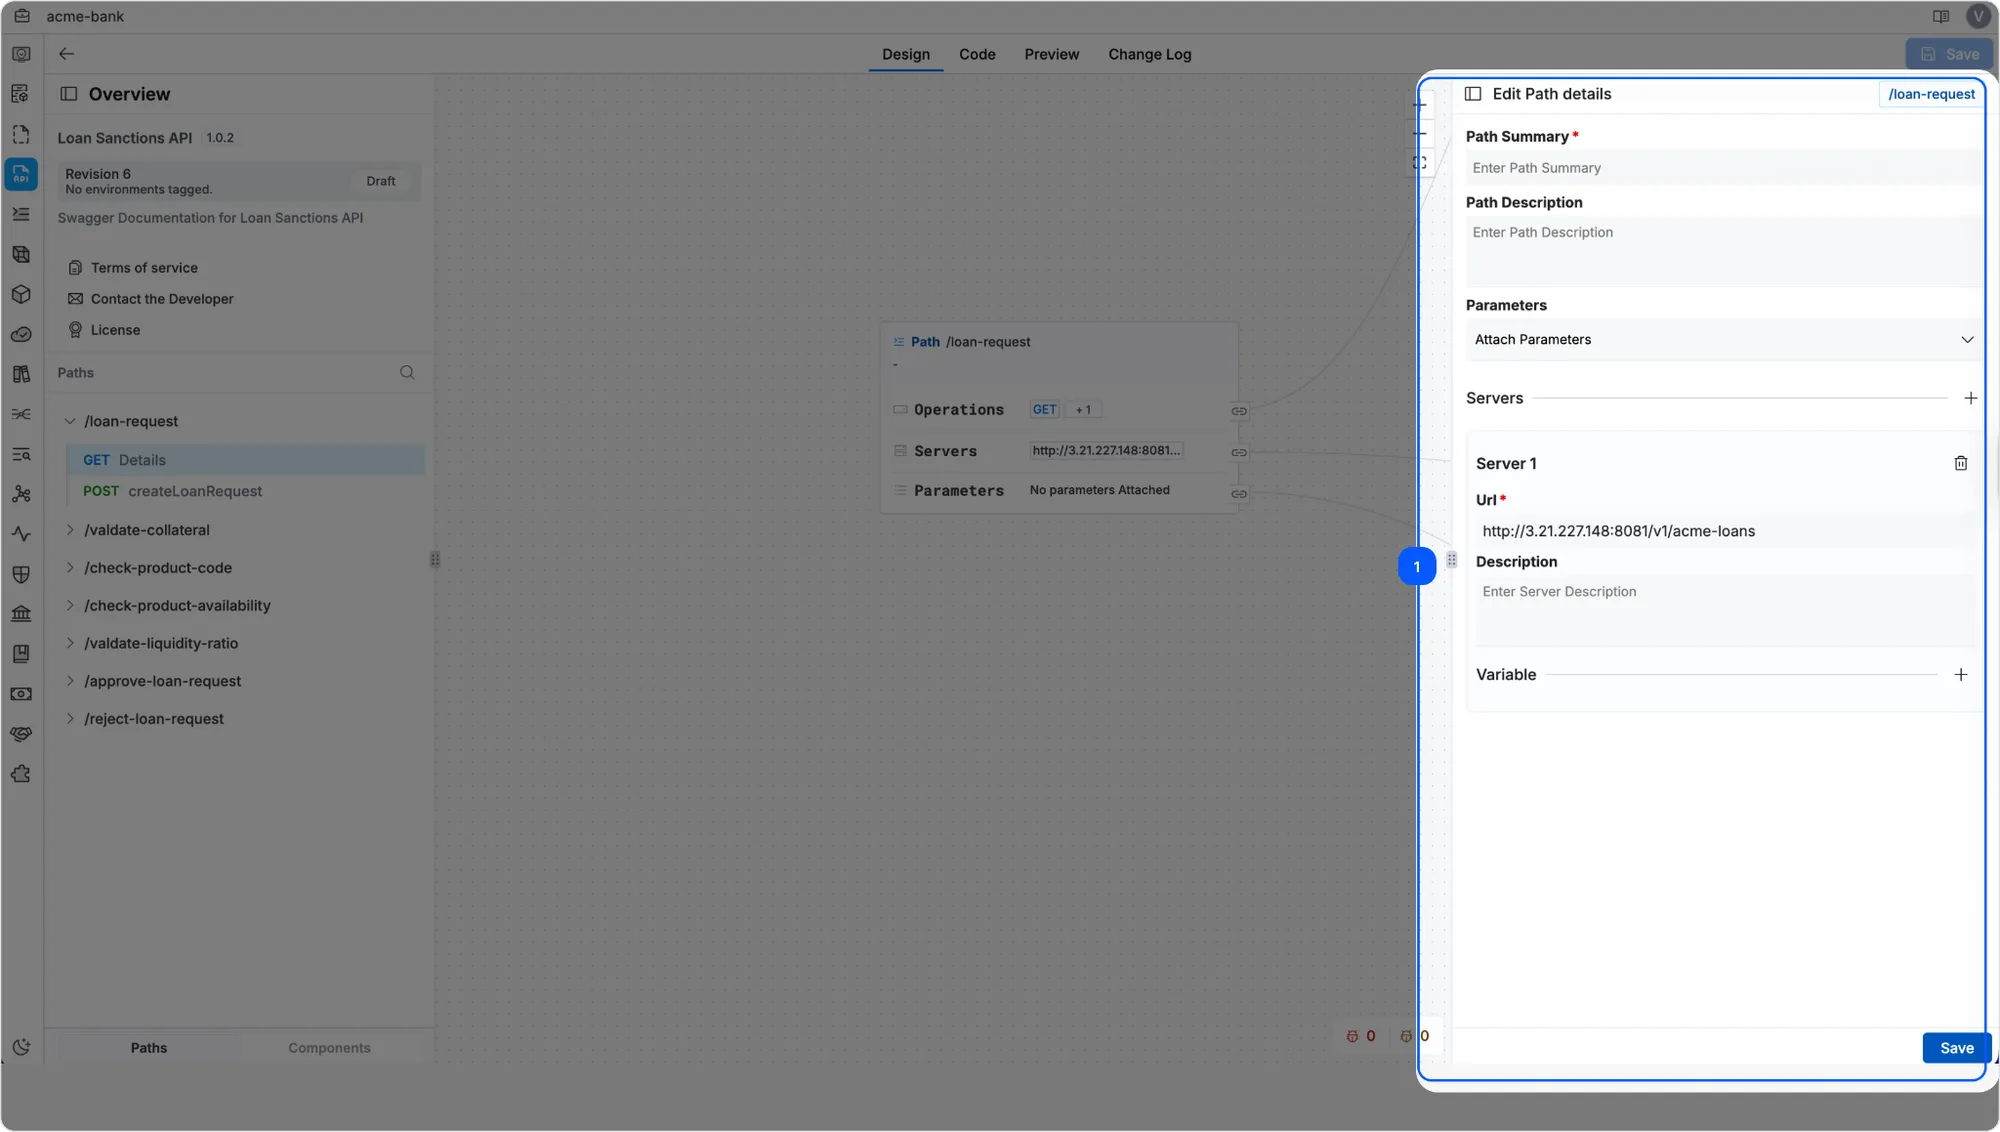 acme-bank
V
Design
Code
Preview
Change Log
Save
Overview
Loan Sanctions API 1.0.2
Revision 6
No environments tagged.
Draft
Swagger Documentation for Loan Sanctions API
Terms of service
Contact the Developer
License
Paths
/loan-request
GET Details
POST createLoanRequest
/valdate-collateral
/check-product-code
/check-product-availability
/valdate-liquidity-ratio
/approve-loan-request
/reject-loan-request
Paths
Components
API
Path /loan-request
-
Operations GET + 1
Servers http://3.21.227.148:8081...
Parameters No parameters Attached
0
0
1
Edit Path details
/loan-request
Path Summary *
Enter Path Summary
Path Description
Enter Path Description
Parameters
Attach Parameters
Servers
Server 1
Url *
http://3.21.227.148:8081/v1/acme-loans
Description
Enter Server Description
Variable
Save